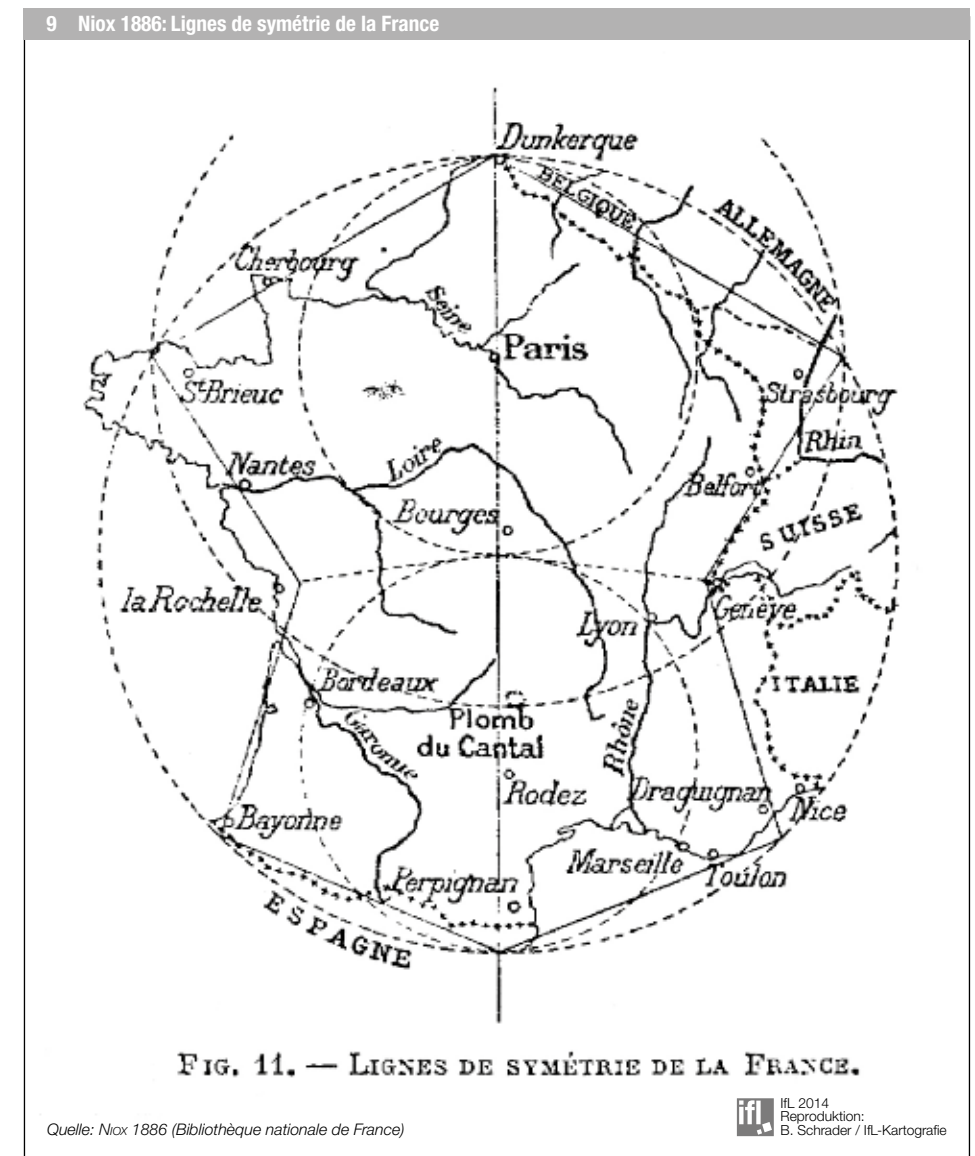 9 Niox 1886: Lignes de symétrie de la France
Dunkerque
BELGIQUE
ALLEMAGNE
Cherbourg
Seine
Paris
St Brieuc
Strasbourg
Rhin
Nantes
Loire
Belfort
Bourges
SUISSE
la Rochelle
Lyon
Genève
Bordeaux
ITALIE
Plomb
du Cantal
Garonne
Rhône
Rodez
Draguignan
Nice
Bayonne
Marseille
Toulon
Perpignan
ESPAGNE
FIG. 11. — LIGNES DE SYMÉTRIE DE LA FRANCE.
Quelle: NIOX 1886 (Bibliothèque nationale de France)
ifl
IfL 2014
Reproduktion:
B. Schrader / IfL-Kartografie